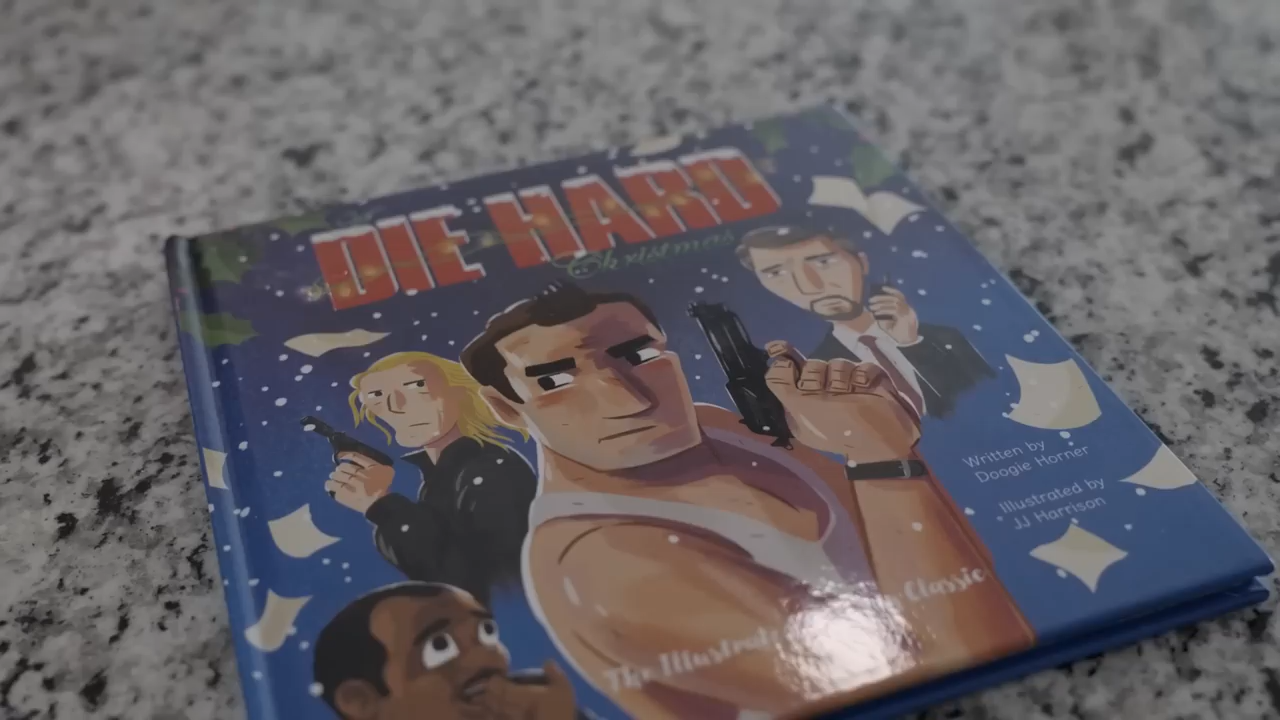 DIE HARD
Christmas
Written by
Doogie Horner
Illustrated by
JJ Harrison
The Illustrated Classic